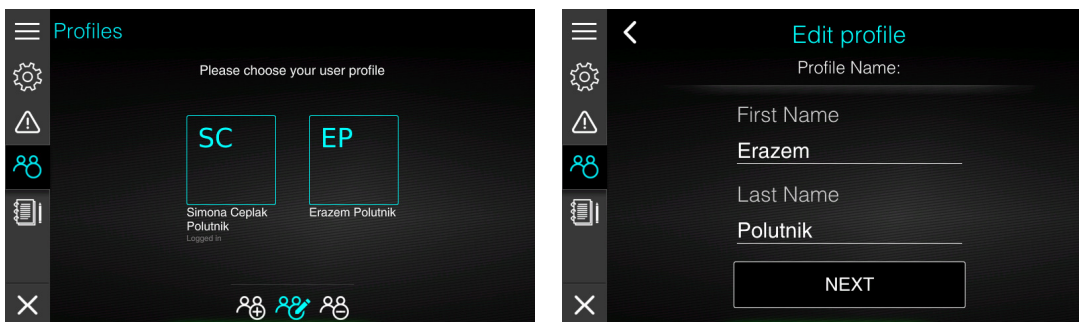 Profiles
Please choose your user profile
SC
EP
Simona Ceplak
Polutnik
Logged in
Erazem Polutnik
Edit profile
Profile Name:
First Name
Erazem
Last Name
Polutnik
NEXT